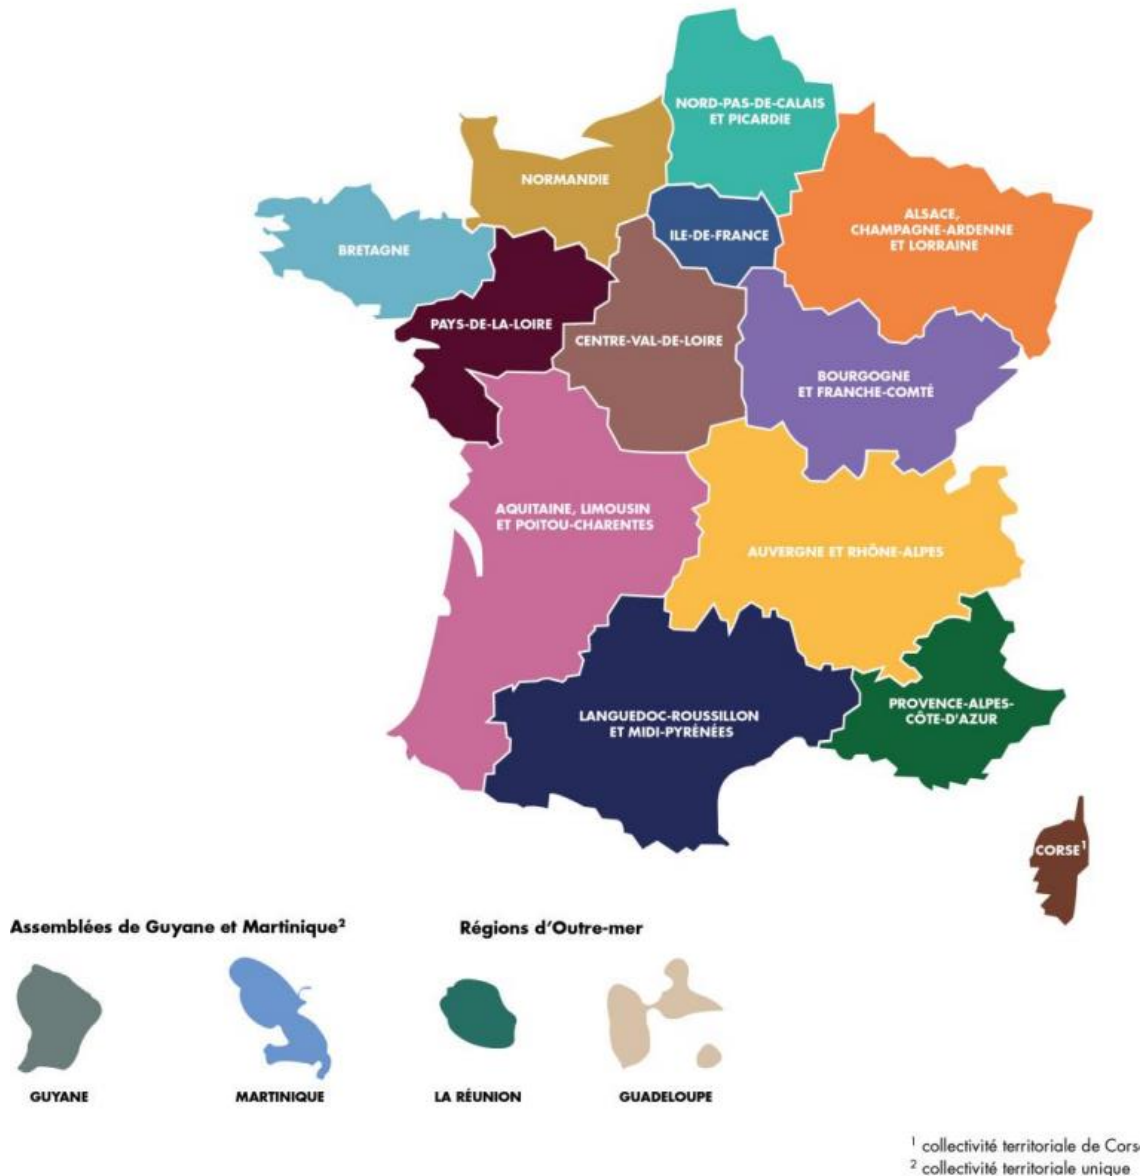 NORD-PAS-DE-CALAIS
ET PICARDIE
NORMANDIE
ALSACE,
CHAMPAGNE-ARDENNE
ET LORRAINE
ILE-DE-FRANCE
BRETAGNE
PAYS-DE-LA-LOIRE
CENTRE-VAL-DE-LOIRE
BOURGOGNE
ET FRANCHE-COMTÉ
AQUITAINE, LIMOUSIN
ET POITOU-CHARENTES
AUVERGNE ET RHÔNE-ALPES
LANGUEDOC-ROUSSILLON
ET MIDI-PYRÉNÉES
PROVENCE-ALPES-
CÔTE-D'AZUR
CORSE¹
Assemblées de Guyane et Martinique²
Régions d’Outre-mer
GUYANE
MARTINIQUE
LA RÉUNION
GUADELOUPE
¹ collectivité territoriale de Cors
² collectivité territoriale unique